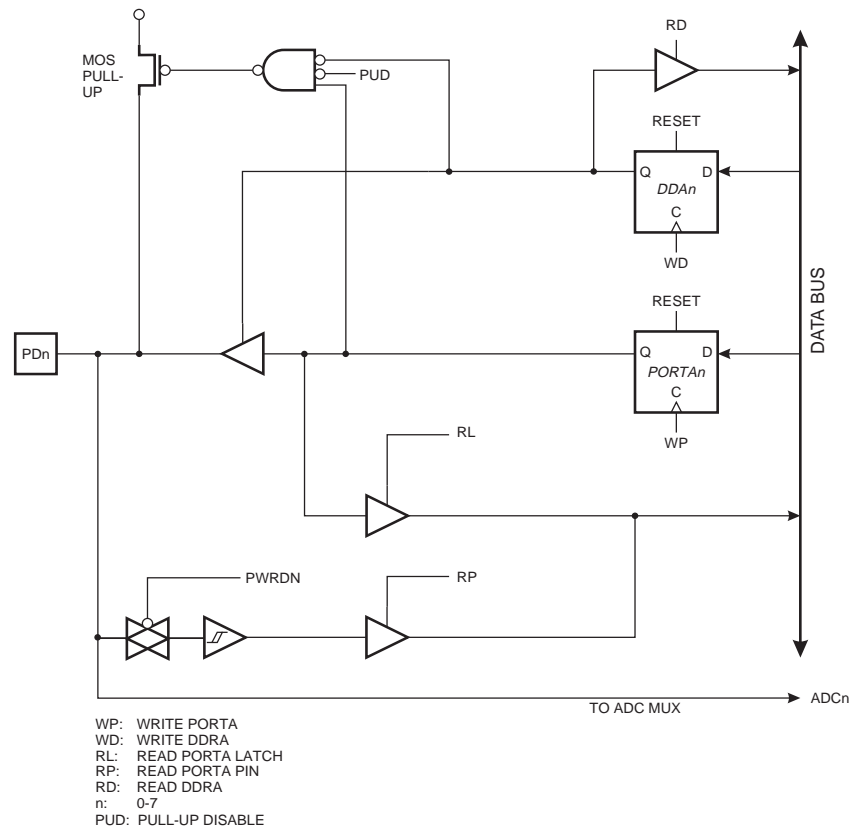 RD
MOS
PULL-
UP
PUD
RESET
Q D
DDAn
C
WD
DATA BUS
RESET
PDn
Q D
PORTAn
C
WP
RL
PWRDN
RP
TO ADC MUX
ADCn
WP: WRITE PORTA
WD: WRITE DDRA
RL: READ PORTA LATCH
RP: READ PORTA PIN
RD: READ DDRA
n: 0-7
PUD: PULL-UP DISABLE